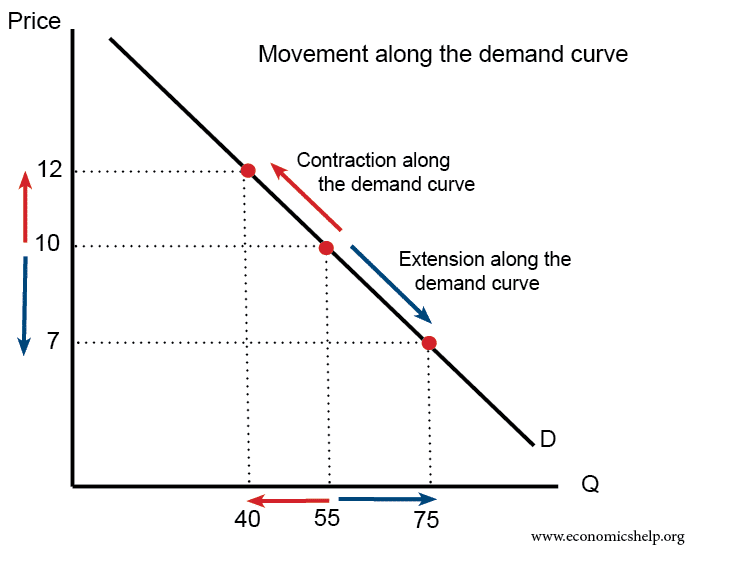 Price
Movement along the demand curve
12
Contraction along
the demand curve
10
Extension along the
demand curve
7
D
Q
40
55
75
www.economicshelp.org